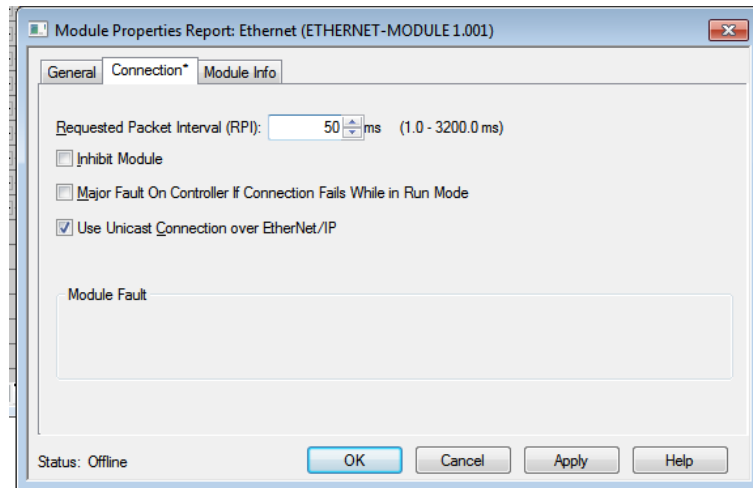 Module Properties Report: Ethernet (ETHERNET-MODULE 1.001)
General Connection* Module Info
Requested Packet Interval (RPI): 50 ms (1.0 - 3200.0 ms)
Inhibit Module
Major Fault On Controller If Connection Fails While in Run Mode
Use Unicast Connection over EtherNet/IP
Module Fault
Status: Offline OK Cancel Apply Help